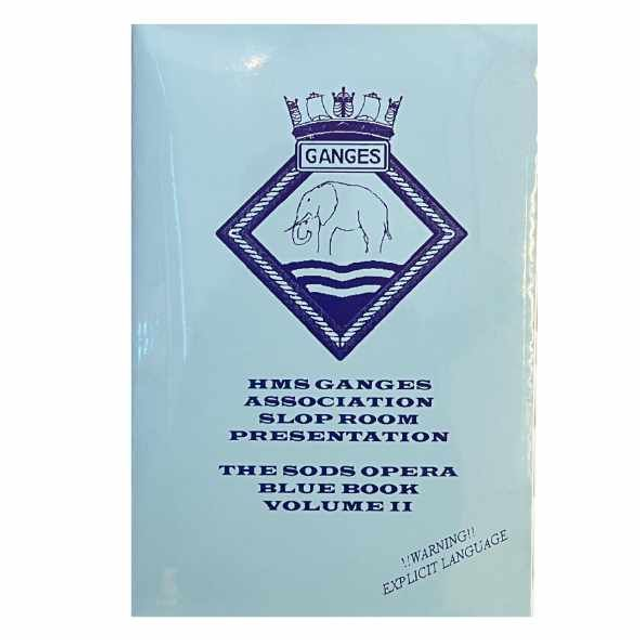 GANGES
HMS GANGES
ASSOCIATION
SLOP ROOM
PRESENTATION
THE SODS OPERA
BLUE BOOK
VOLUME II
!!WARNING!!
EXPLICIT LANGUAGE